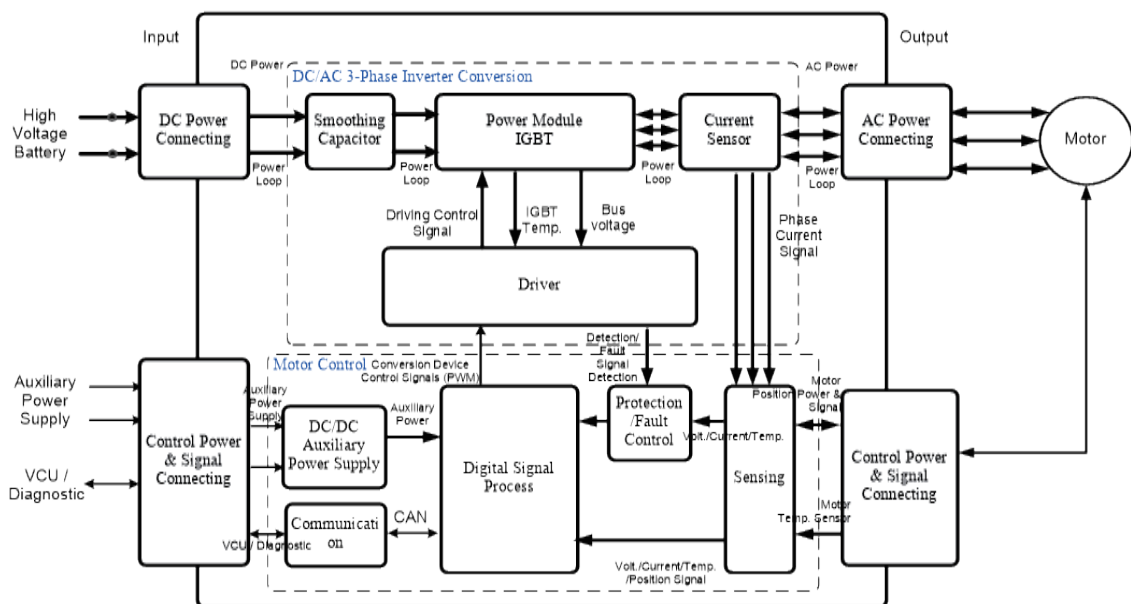 Input
Output
DC Power
DC/AC 3-Phase Inverter Conversion
AC Power
High
Voltage
Battery
DC Power
Connecting
Smoothing
Capacitor
Power Module
IGBT
Current
Sensor
AC Power
Connecting
Motor
Power
Loop
Power
Loop
Power
Loop
Power
Loop
Driving Control
Signal
IGBT
Temp.
Bus
voltage
Phase
Current
Signal
Driver
Motor Control
Conversion Device
Control Signals (PWM)
Detection/
Fault
Signal
Detection
Auxiliary
Power
Supply
Control Power
& Signal
Connecting
Auxiliary
Power
Supply
DC/DC
Auxiliary
Power Supply
Auxiliary
Power
Digital Signal
Process
Protection
/Fault
Control
Volt./Current/Temp.
Sensing
Motor
Position Power &
Signal
Control Power
& Signal
Connecting
VCU /
Diagnostic
VCU / Diagnostic
Communicati
on
CAN
Motor
Temp. Sensor
Volt./Current/Temp.
/Position Signal